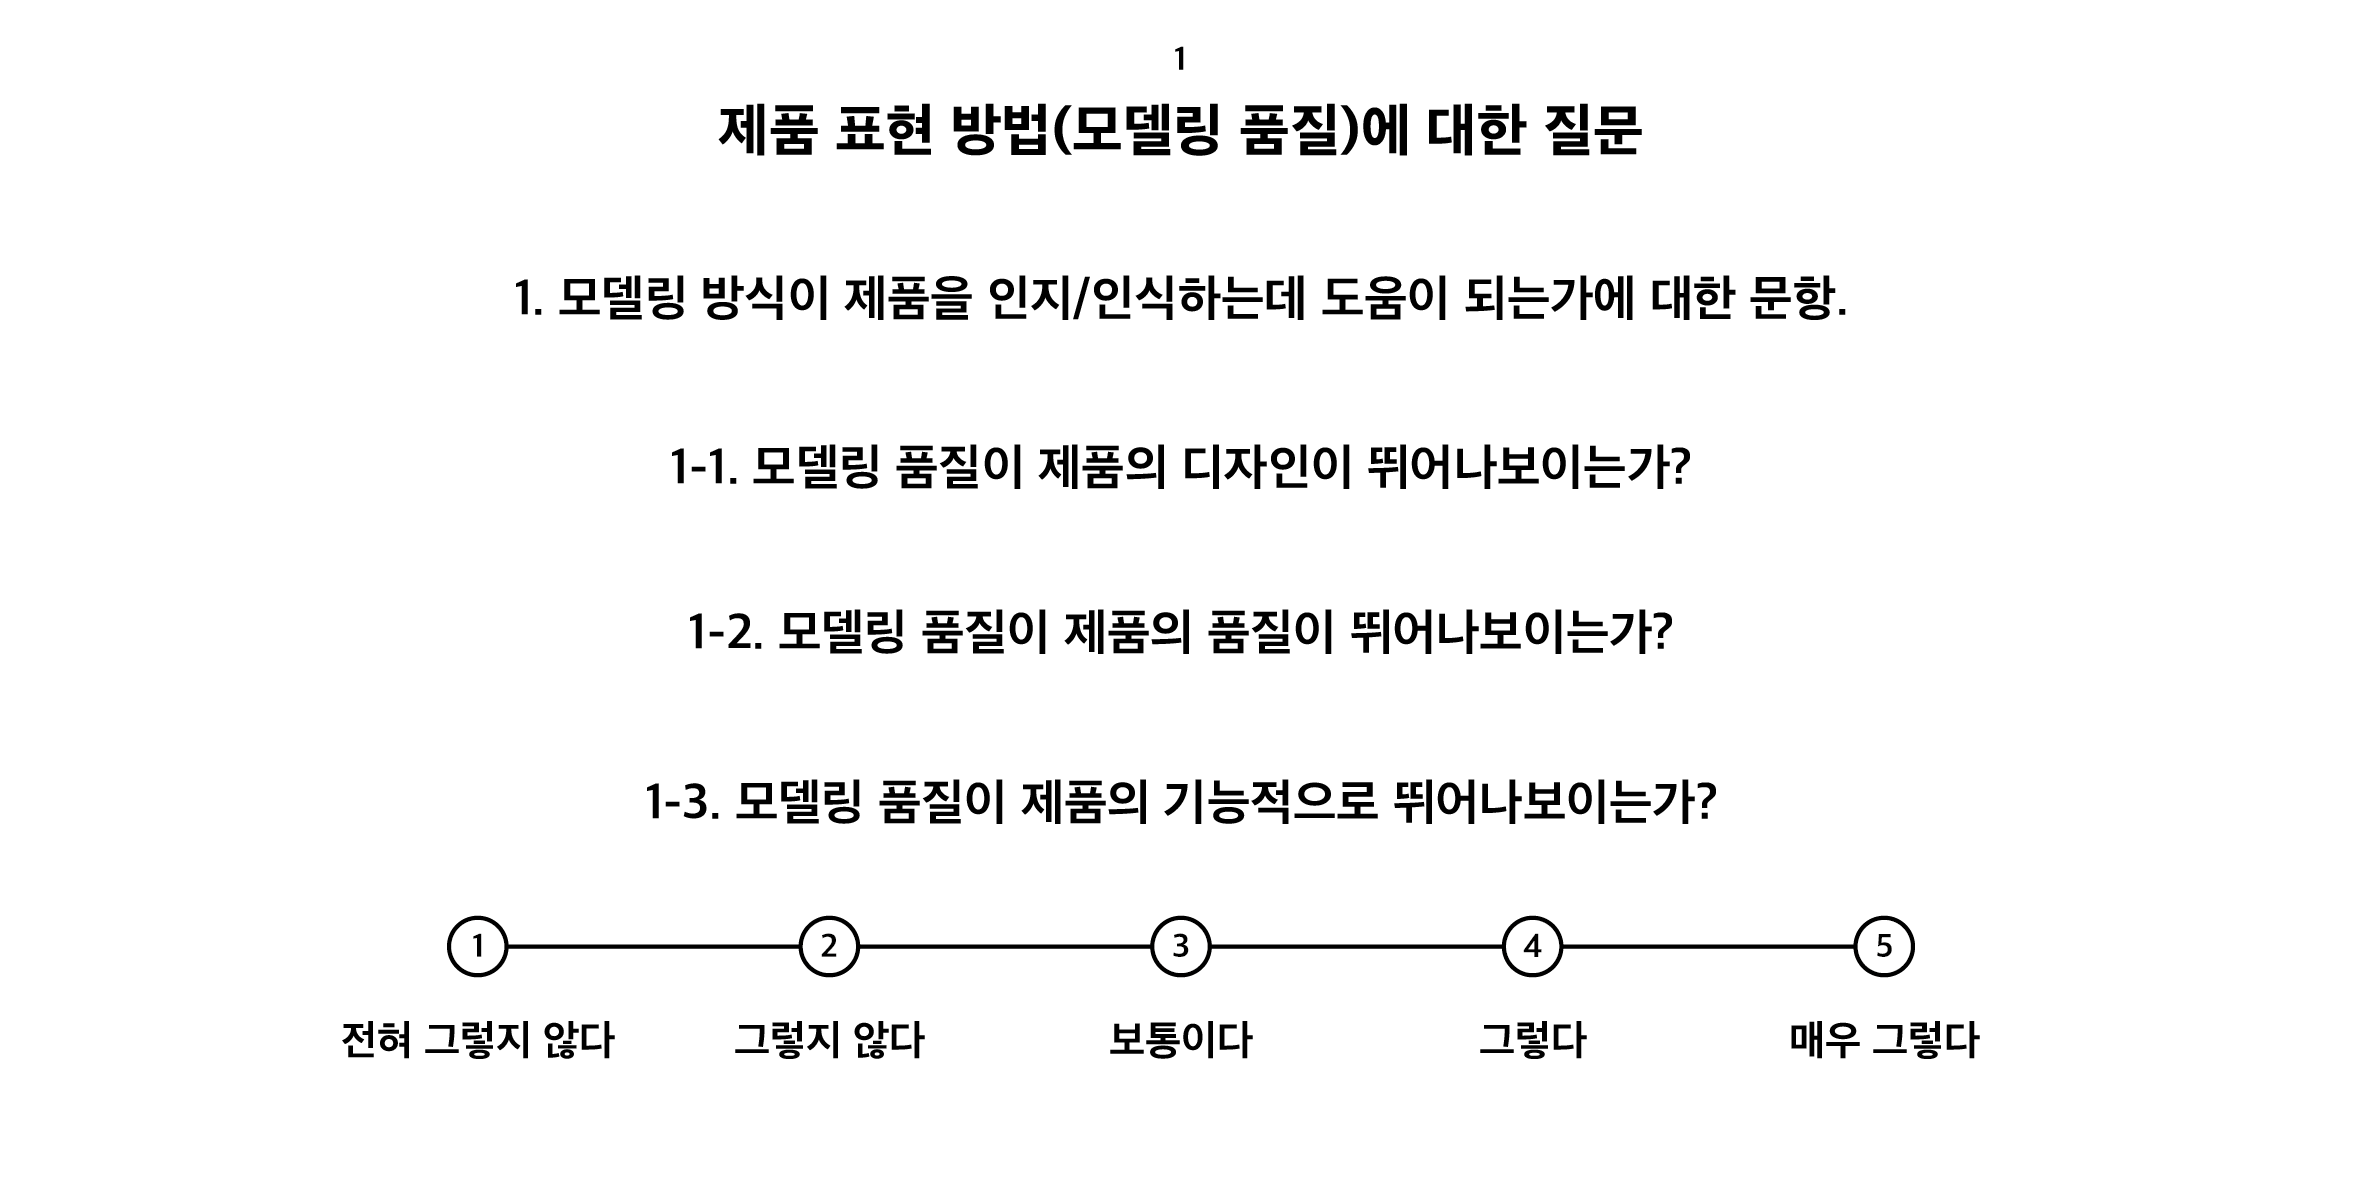 1
제품 표현 방법(모델링 품질)에 대한 질문
1. 모델링 방식이 제품을 인지/인식하는데 도움이 되는가에 대한 문항.
1-1. 모델링 품질이 제품의 디자인이 뛰어나보이는가?
1-2. 모델링 품질이 제품의 품질이 뛰어나보이는가?
1-3. 모델링 품질이 제품의 기능적으로 뛰어나보이는가?
1 2 3 4 5
전혀 그렇지 않다 그렇지 않다 보통이다 그렇다 매우 그렇다